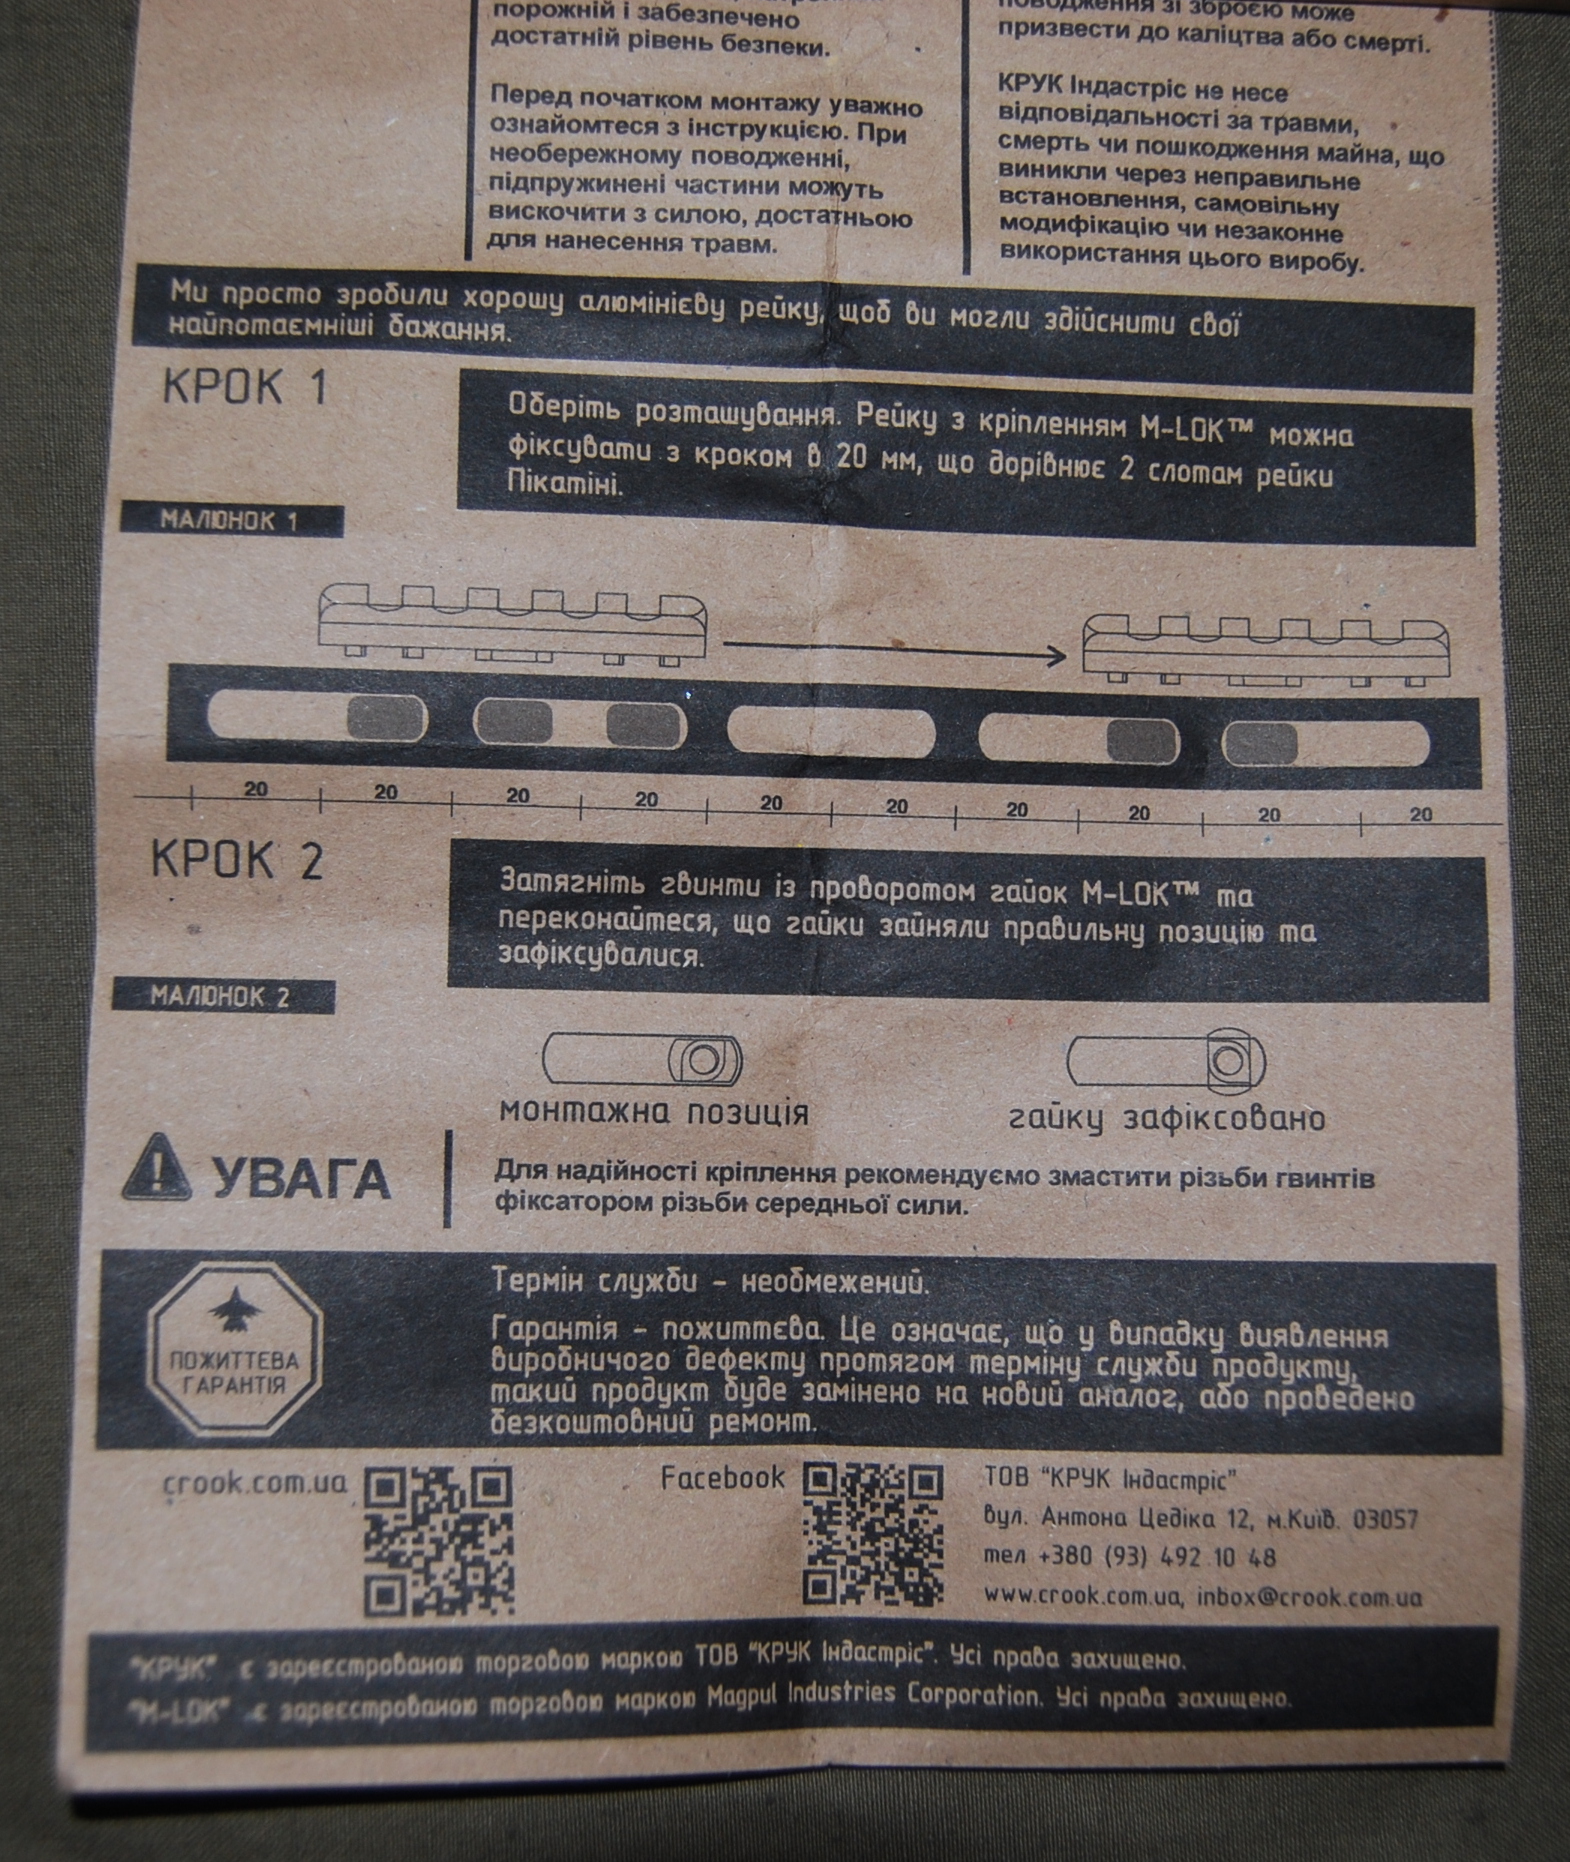 порожній і забезпечено
достатній рівень безпеки.
Перед початком монтажу уважно
ознайомтеся з інструкцією. При
необережному поводженні,
підпружинені частини можуть
вискочити з силою, достатньою
для нанесення травм.
поводження зі зброєю може
призвести до каліцтва або смерті.
КРУК Індастріс не несе
відповідальності за травми,
смерть чи пошкодження майна, що
виникли через неправильне
встановлення, самовільну
модифікацію чи незаконне
використання цього виробу.
Ми просто зробили хорошу алюмінієву рейку, щоб ви могли здійснити свої
найпотаємніші бажання.
КРОК 1
Оберіть розташування. Рейку з кріпленням M-LOK™ можна
фіксувати з кроком в 20 мм, що дорівнює 2 слотам рейки
Пікатіні.
МАЛЮНОК 1
20 20 20 20 20 20 20 20 20 20
КРОК 2
Затягніть гвинти із проворотом гайок M-LOK™ та
переконайтеся, що гайки зайняли правильну позицію та
зафіксувалися.
МАЛЮНОК 2
монтажна позиція
гайку зафіксовано
УВАГА
Для надійності кріплення рекомендуємо змастити різьби гвинтів
фіксатором різьби середньої сили.
ПОЖИТТЕВА
ГАРАНТІЯ
Термін служби - необмежений.
Гарантія - пожиттєва. Це означає, що у випадку виявлення
виробничого дефекту протягом терміну служби продукту,
такий продукт буде замінено на новий аналог, або проведено
безкоштовний ремонт.
crook.com.ua
Facebook
ТОВ "КРУК Індастріс"
вул. Антона Цедіка 12, м.Київ. 03057
тел +380 (93) 492 10 48
www.crook.com.ua, inbox@crook.com.ua
"КРУК" є зареєстрованою торговою маркою ТОВ "КРУК Індастріс". Усі права захищено.
"M-LOK" є зареєстрованою торговою маркою Magpul Industries Corporation. Усі права захищено.